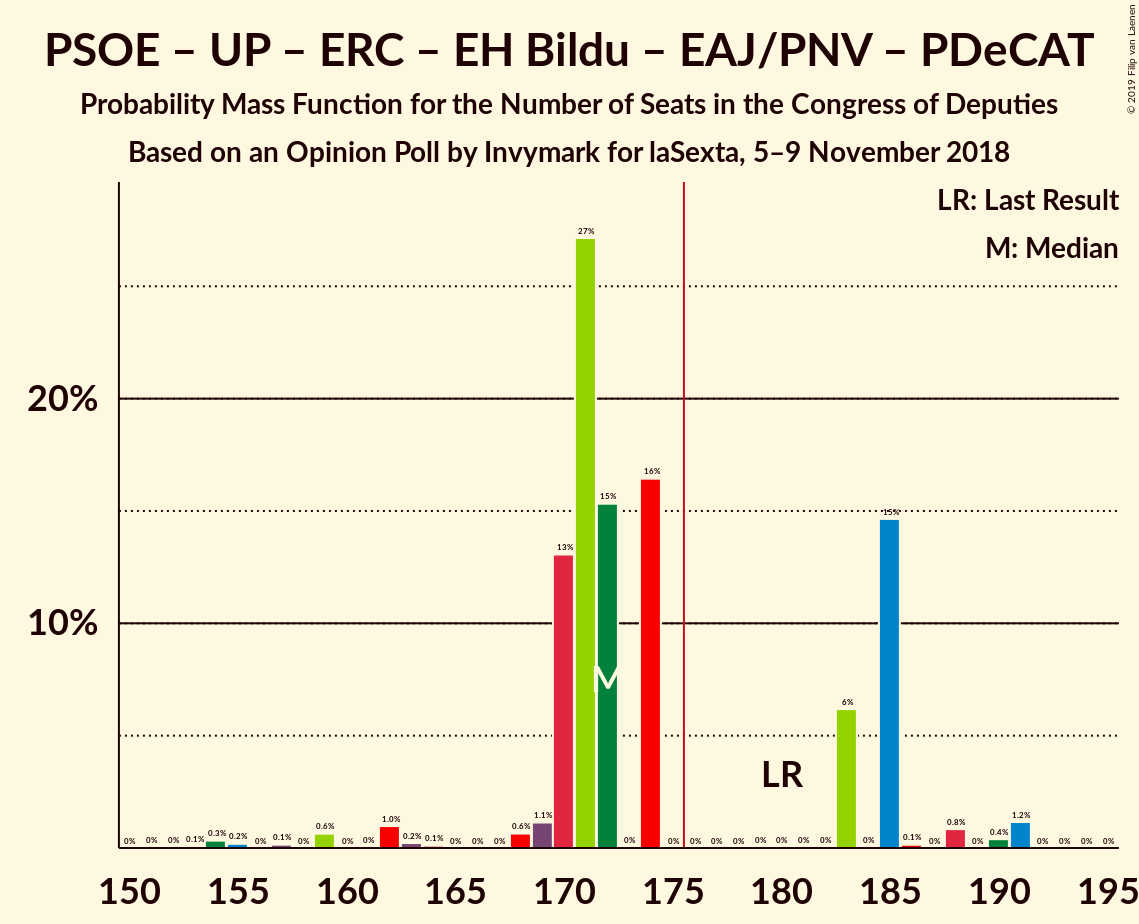 PSOE – UP – ERC – EH Bildu – EAJ/PNV – PDeCAT
Probability Mass Function for the Number of Seats in the Congress of Deputies
Based on an Opinion Poll by Invymark for laSexta, 5–9 November 2018
© 2019 Filip van Laenen
LR: Last Result
M: Median
20%
10%
0% 0% 0% 0.1% 0.3% 0.2% 0% 0.1% 0% 0.6% 0% 0% 1.0% 0.2% 0.1% 0% 0% 0% 0.6% 1.1% 13% 27% 15% 0% 16% 0% 0% 0% 0% 0% 0% 0% 0% 6% 0% 15% 0.1% 0% 0.8% 0% 0.4% 1.2% 0% 0% 0% 0%
M
LR
150 155 160 165 170 175 180 185 190 195